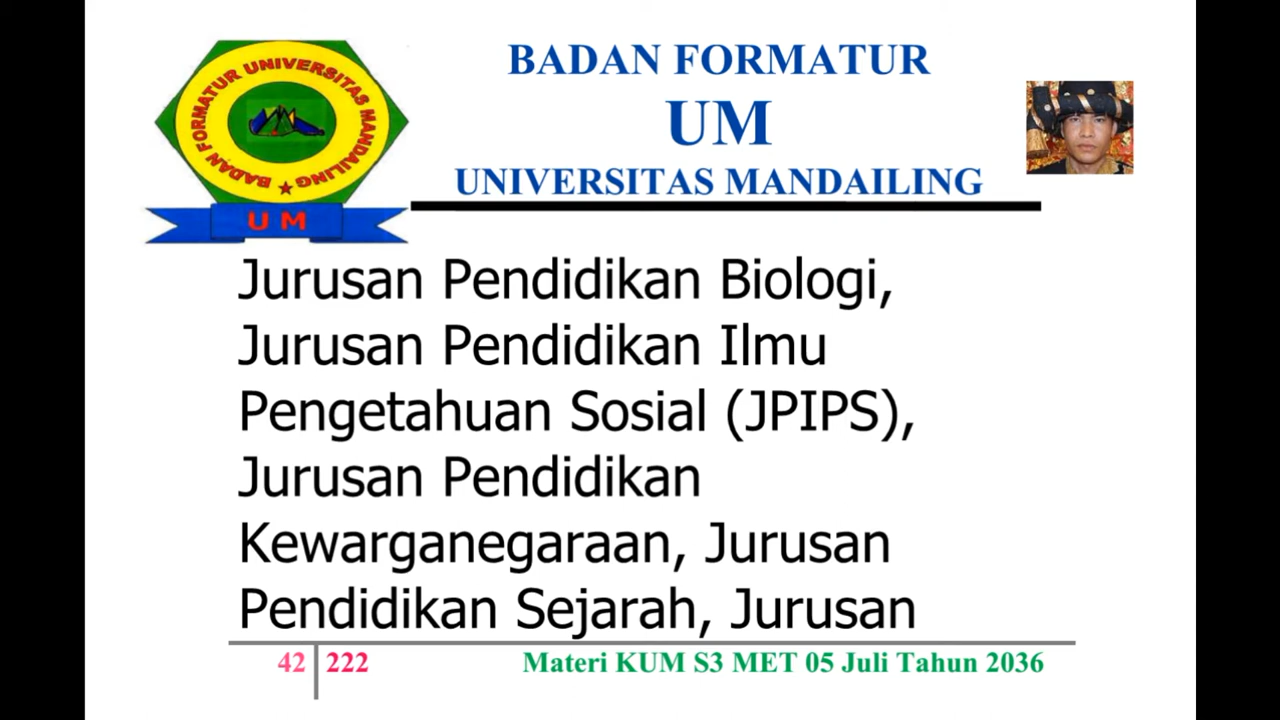 BADAN FORMATUR UNIVERSITAS MANDAILING
U M
BADAN FORMATUR
UM
UNIVERSITAS MANDAILING
Jurusan Pendidikan Biologi,
Jurusan Pendidikan Ilmu
Pengetahuan Sosial (JPIPS),
Jurusan Pendidikan
Kewarganegaraan, Jurusan
Pendidikan Sejarah, Jurusan
42 222 Materi KUM S3 MET 05 Juli Tahun 2036